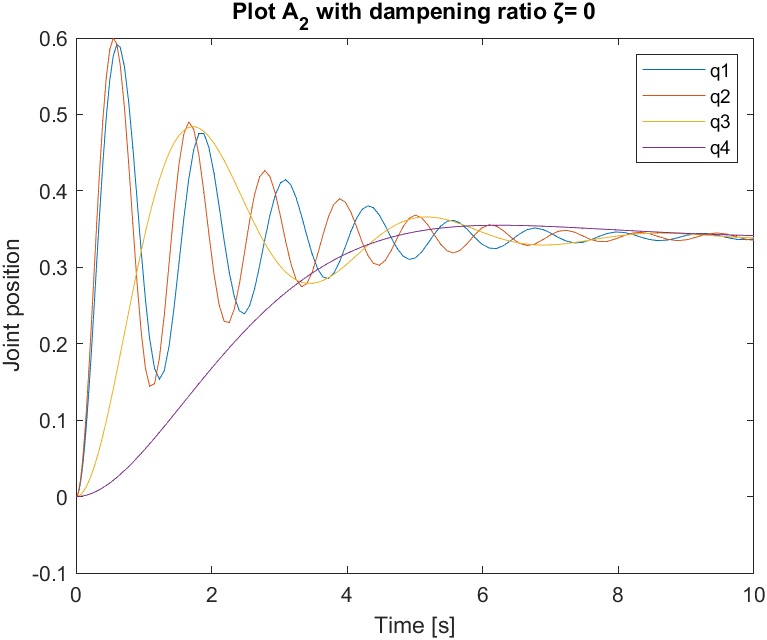 Plot A₂ with dampening ratio ζ= 0
0.6
0.5
0.4
0.3
0.2
0.1
0
-0.1
Joint position
q1
q2
q3
q4
0 2 4 6 8 10
Time [s]